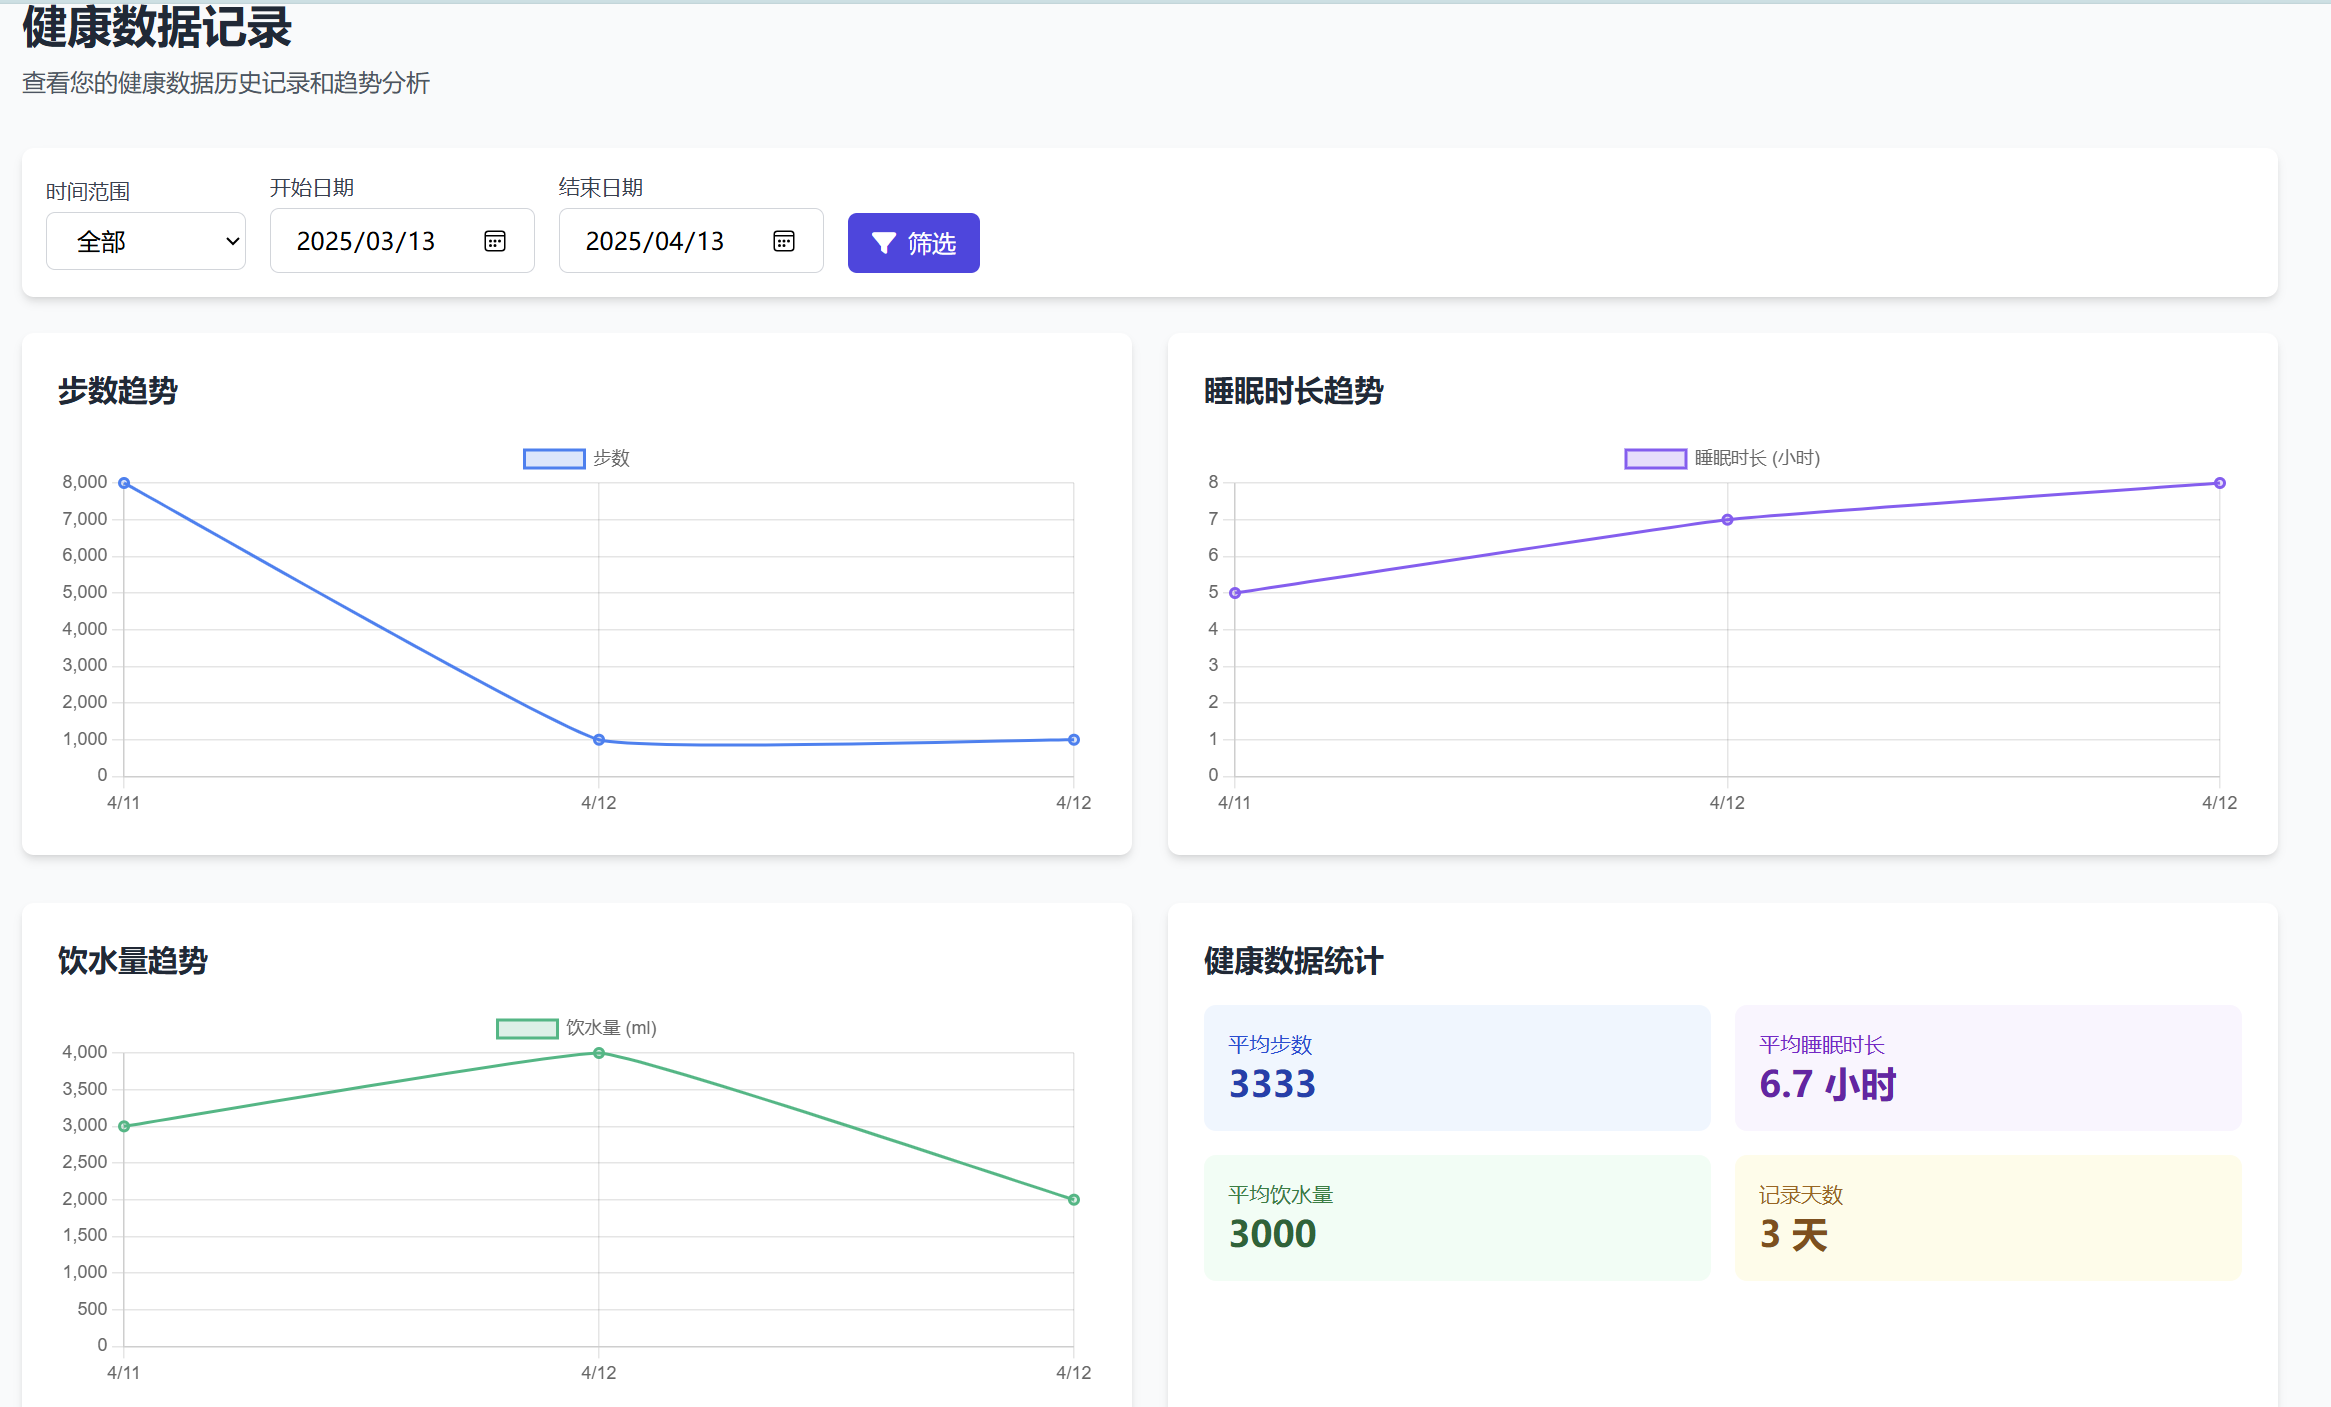 健康数据记录
查看您的健康数据历史记录和趋势分析
时间范围
全部
开始日期
2025/03/13
结束日期
2025/04/13
筛选
步数趋势
步数
8,000
7,000
6,000
5,000
4,000
3,000
2,000
1,000
0
4/11
4/12
4/12
睡眠时长趋势
睡眠时长 (小时)
8
7
6
5
4
3
2
1
0
4/11
4/12
4/12
饮水量趋势
饮水量 (ml)
4,000
3,500
3,000
2,500
2,000
1,500
1,000
500
0
4/11
4/12
4/12
健康数据统计
平均步数
3333
平均睡眠时长
6.7 小时
平均饮水量
3000
记录天数
3 天